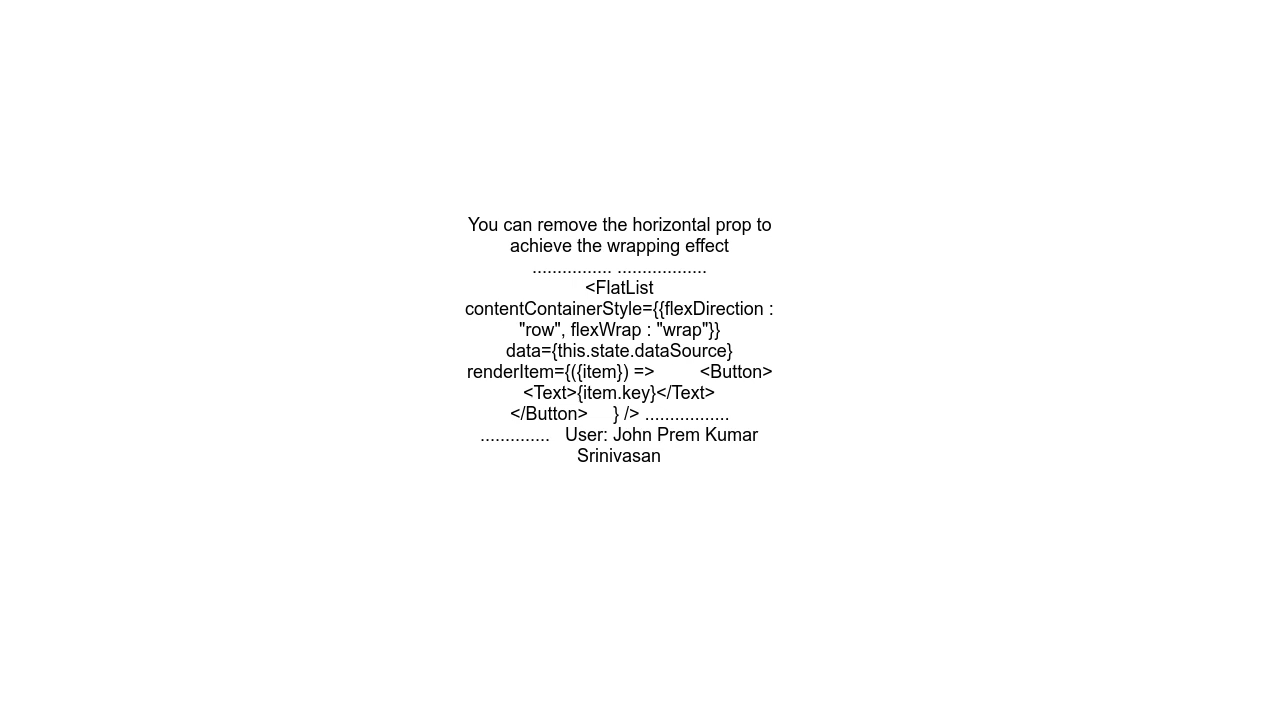 You can remove the horizontal prop to
achieve the wrapping effect
................ ..................
<FlatList
contentContainerStyle={{flexDirection :
"row", flexWrap : "wrap"}}
data={this.state.dataSource}
renderItem={({item}) =>         <Button>
<Text>{item.key}</Text>
</Button>     } /> .................
..............   User: John Prem Kumar
Srinivasan